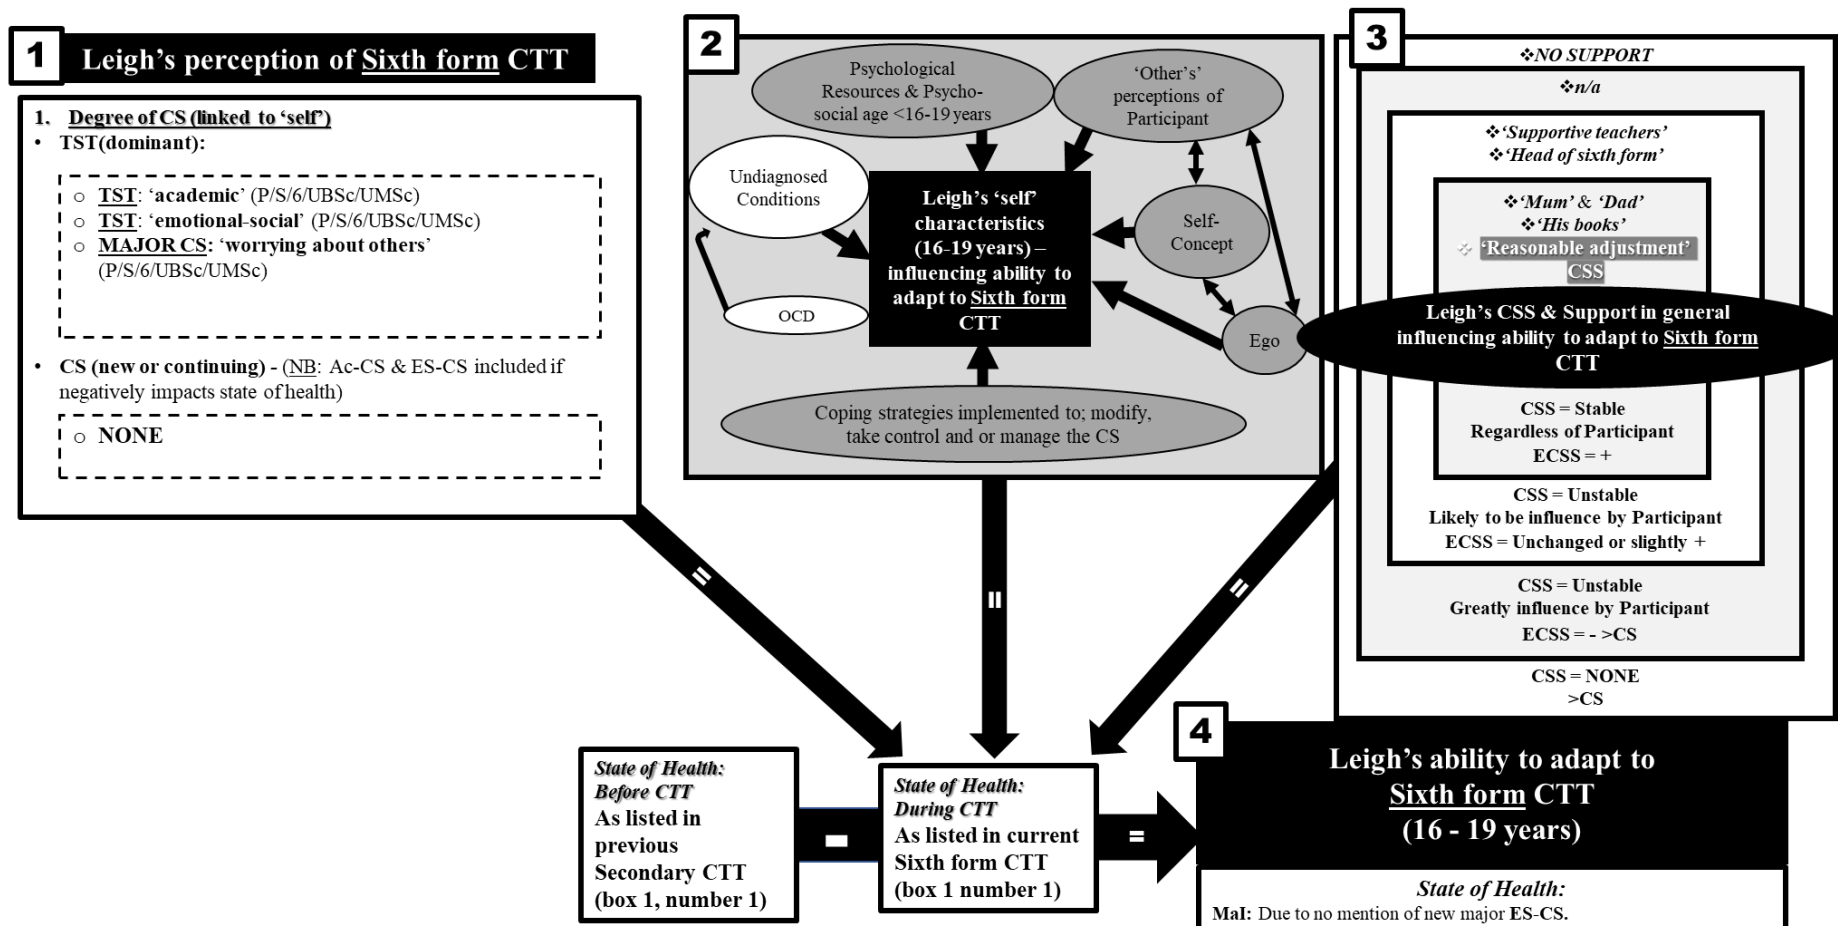 1
Leigh’s perception of Sixth form CTT
1. Degree of CS (linked to ‘self’)
• TST(dominant):
o TST: ‘academic’ (P/S/6/UBSc/UMSc)
o TST: ‘emotional-social’ (P/S/6/UBSc/UMSc)
o MAJOR CS: ‘worrying about others’
(P/S/6/UBSc/UMSc)
• CS (new or continuing) - (NB: Ac-CS & ES-CS included if
negatively impacts state of health)
o NONE
2
Psychological
Resources & Psycho-
social age <16-19 years
‘Other’s’
perceptions of
Participant
Undiagnosed
Conditions
Leigh’s ‘self’
characteristics
(16-19 years) –
influencing ability to
adapt to Sixth form
CTT
Self-
Concept
OCD
Ego
Coping strategies implemented to; modify,
take control and or manage the CS
3
❖NO SUPPORT
❖n/a
❖‘Supportive teachers’
❖‘Head of sixth form’
❖‘Mum’ & ‘Dad’
❖‘His books’
❖ ‘Reasonable adjustment’
CSS
Leigh’s CSS & Support in general
influencing ability to adapt to Sixth form
CTT
CSS = Stable
Regardless of Participant
ECSS = +
CSS = Unstable
Likely to be influence by Participant
ECSS = Unchanged or slightly +
CSS = Unstable
Greatly influence by Participant
ECSS = - >CS
CSS = NONE
>CS
=
=
=
State of Health:
Before CTT
As listed in
previous
Secondary CTT
(box 1, number 1)
-
State of Health:
During CTT
As listed in current
Sixth form CTT
(box 1 number 1)
=
4
Leigh’s ability to adapt to
Sixth form CTT
(16 - 19 years)
State of Health:
MaI: Due to no mention of new major ES-CS.